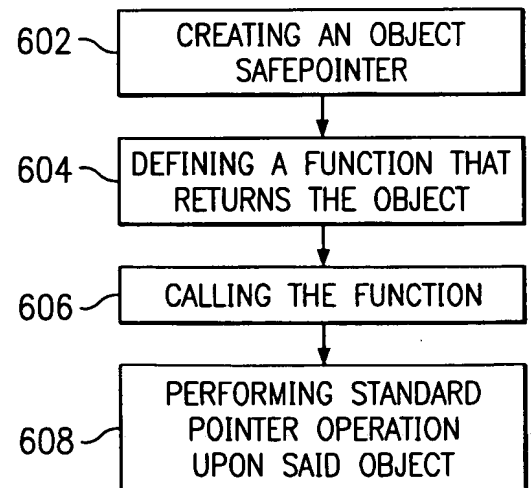 602
CREATING AN OBJECT
SAFEPOINTER
604
DEFINING A FUNCTION THAT
RETURNS THE OBJECT
606
CALLING THE FUNCTION
608
PERFORMING STANDARD
POINTER OPERATION
UPON SAID OBJECT